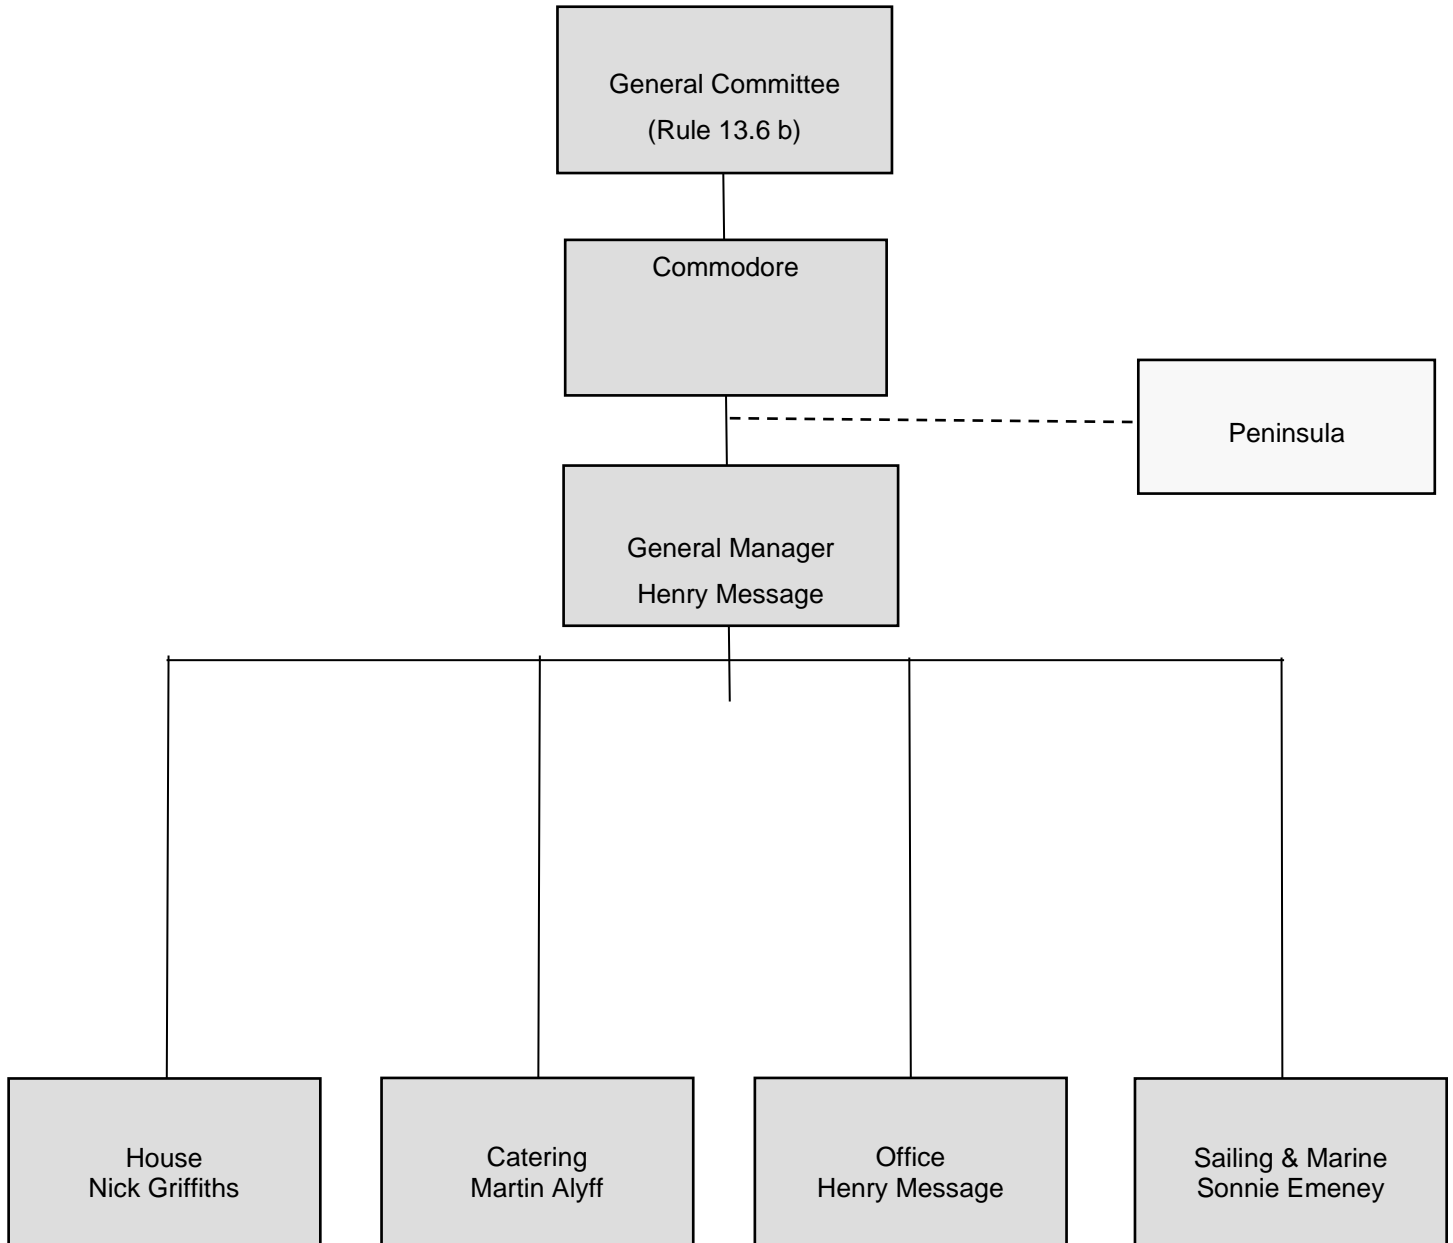 General Committee
(Rule 13.6 b)
Commodore
Peninsula
General Manager
Henry Message
House
Nick Griffiths
Catering
Martin Alyff
Office
Henry Message
Sailing & Marine
Sonnie Emeney